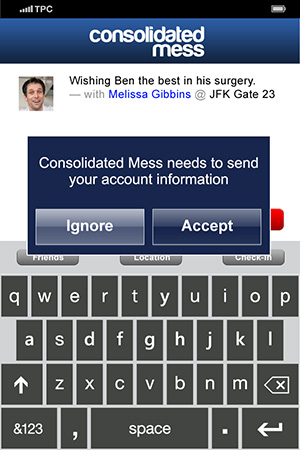 TPC
consolidated
mess
Wishing Ben the best in his surgery.
— with Melissa Gibbins @ JFK Gate 23
Consolidated Mess needs to send
your account information
Ignore Accept
Friends Location Check-in
q w e r t y u i o p
a s d f g h j k l
z x c v b n m
&123 , space .